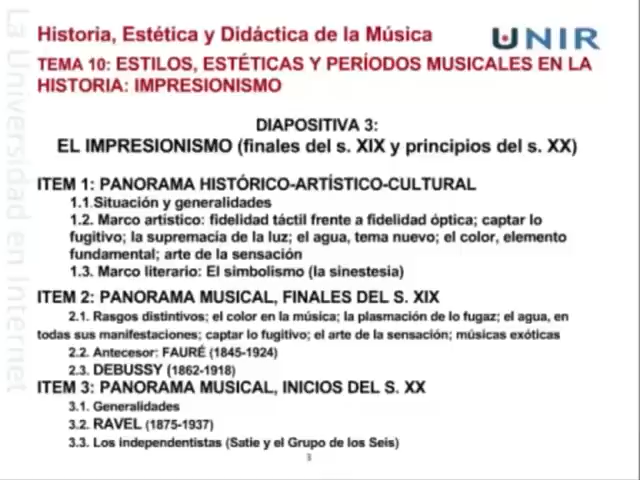 Historia, Estética y Didáctica de la Música
UNIR
TEMA 10: ESTILOS, ESTÉTICAS Y PERÍODOS MUSICALES EN LA
HISTORIA: IMPRESIONISMO
DIAPOSITIVA 3:
EL IMPRESIONISMO (finales del s. XIX y principios del s. XX)
ITEM 1: PANORAMA HISTÓRICO-ARTÍSTICO-CULTURAL
1.1.Situación y generalidades
1.2. Marco artístico: fidelidad táctil frente a fidelidad óptica; captar lo
fugitivo; la supremacía de la luz; el agua, tema nuevo; el color, elemento
fundamental; arte de la sensación
1.3. Marco literario: El simbolismo (la sinestesia)
ITEM 2: PANORAMA MUSICAL, FINALES DEL S. XIX
2.1. Rasgos distintivos; el color en la música; la plasmación de lo fugaz; el agua, en
todas sus manifestaciones; captar lo fugitivo; el arte de la sensación; músicas exóticas
2.2. Antecesor: FAURÉ (1845-1924)
2.3. DEBUSSY (1862-1918)
ITEM 3: PANORAMA MUSICAL, INICIOS DEL S. XX
3.1. Generalidades
3.2. RAVEL (1875-1937)
3.3. Los independentistas (Satie y el Grupo de los Seis)
3
La Universidad en Internet